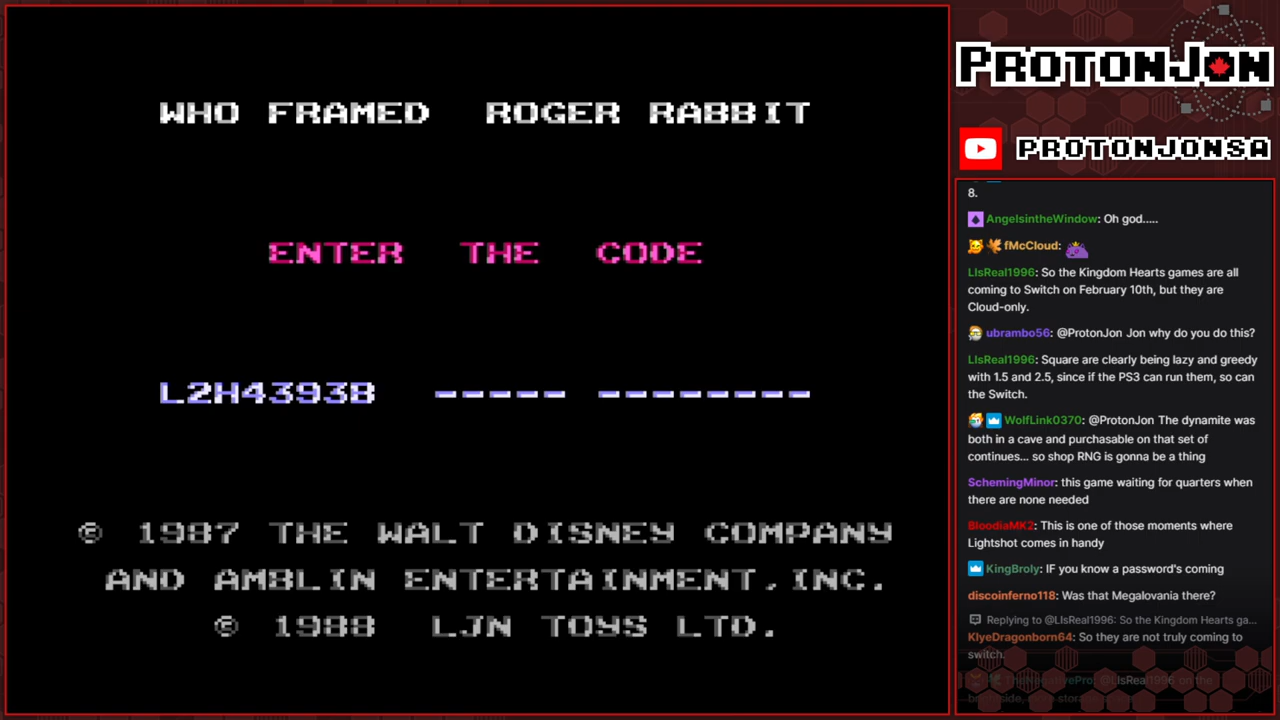 WHO FRAMED ROGER RABBIT
ENTER THE CODE
L2H4393B ----- --------
© 1987 THE WALT DISNEY COMPANY
AND AMBLIN ENTERTAINMENT, INC.
© 1988 LJN TOYS LTD.
PROTONJON
PROTONJONSA
8.
AngelsintheWindow: Oh god.....
fMcCloud:
LIsReal1996: So the Kingdom Hearts games are all
coming to Switch on February 10th, but they are
Cloud-only.
ubrambo56: @ProtonJon Jon why do you do this?
LIsReal1996: Square are clearly being lazy and greedy
with 1.5 and 2.5, since if the PS3 can run them, so can
the Switch.
WolfLink0370: @ProtonJon The dynamite was
both in a cave and purchasable on that set of
continues... so shop RNG is gonna be a thing
SchemingMinor: this game waiting for quarters when
there are none needed
BloodiaMK2: This is one of those moments where
Lightshot comes in handy
KingBroly: IF you know a password's coming
discoinferno118: Was that Megalovania there?
Replying to @LIsReal1996: So the Kingdom Hearts ga...
KlyeDragonborn64: So they are not truly coming to
switch.
TheNegativePro: @LIsReal1996 on the
side,